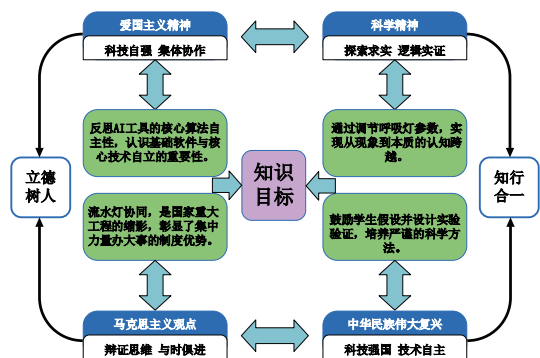 爱国主义精神
科技自强 集体协作
科学精神
探索求实 逻辑实证
反思AI工具的核心算法自
主性，认识基础软件与核
心技术自立的重要性。
通过调节呼吸灯参数，实
现从现象到本质的认知跨
越。
立德
树人
知识
目标
知行
合一
流水灯协同，是国家重大
工程的缩影，彰显了集中
力量办大事的制度优势。
鼓励学生假设并设计实验
验证，培养严谨的科学方
法。
马克思主义观点
辩证思维 与时俱进
中华民族伟大复兴
科技强国 技术自主